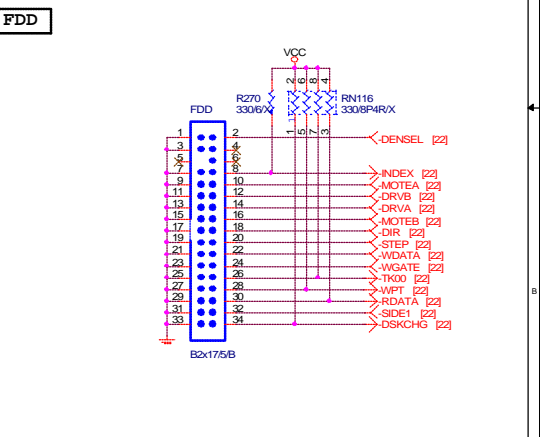 FDD
VCC
2 6 8 4
R270
330/6/X
RN116
330/8P4R/X
1 5 7 3
FDD
1 2 -DENSEL [22]
3 4
5 6
7 8 -INDEX [22]
9 10 -MOTEA [22]
11 12 -DRVB [22]
13 14 -DRVA [22]
15 16 -MOTEB [22]
17 18 -DIR [22]
19 20 -STEP [22]
21 22 -WDATA [22]
23 24 -WGATE [22]
25 26 -TK00 [22]
27 28 -WPT [22]
29 30 -RDATA [22]
31 32 -SIDE1 [22]
33 34 -DSKCHG [22]
B2x17/5/B
B